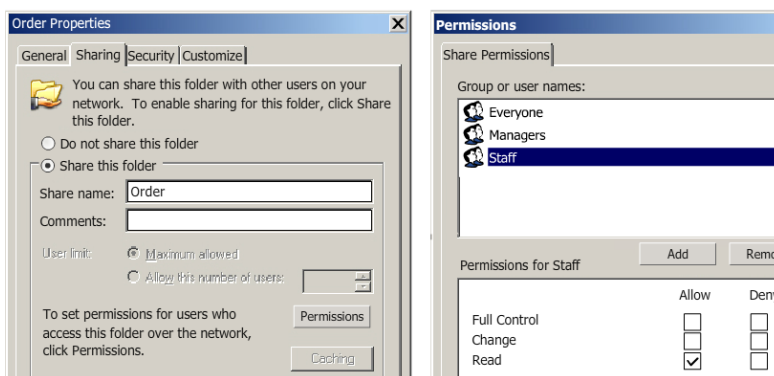 Order Properties
General Sharing Security Customize
You can share this folder with other users on your
network. To enable sharing for this folder, click Share
this folder.
Do not share this folder
Share this folder
Share name: Order
Comments:
User limit: Maximum allowed
Allow this number of users:
To set permissions for users who
access this folder over the network,
click Permissions.
Permissions
Caching
Permissions
Share Permissions
Group or user names:
Everyone
Managers
Staff
Add
Permissions for Staff
Allow
Full Control
Change
Read